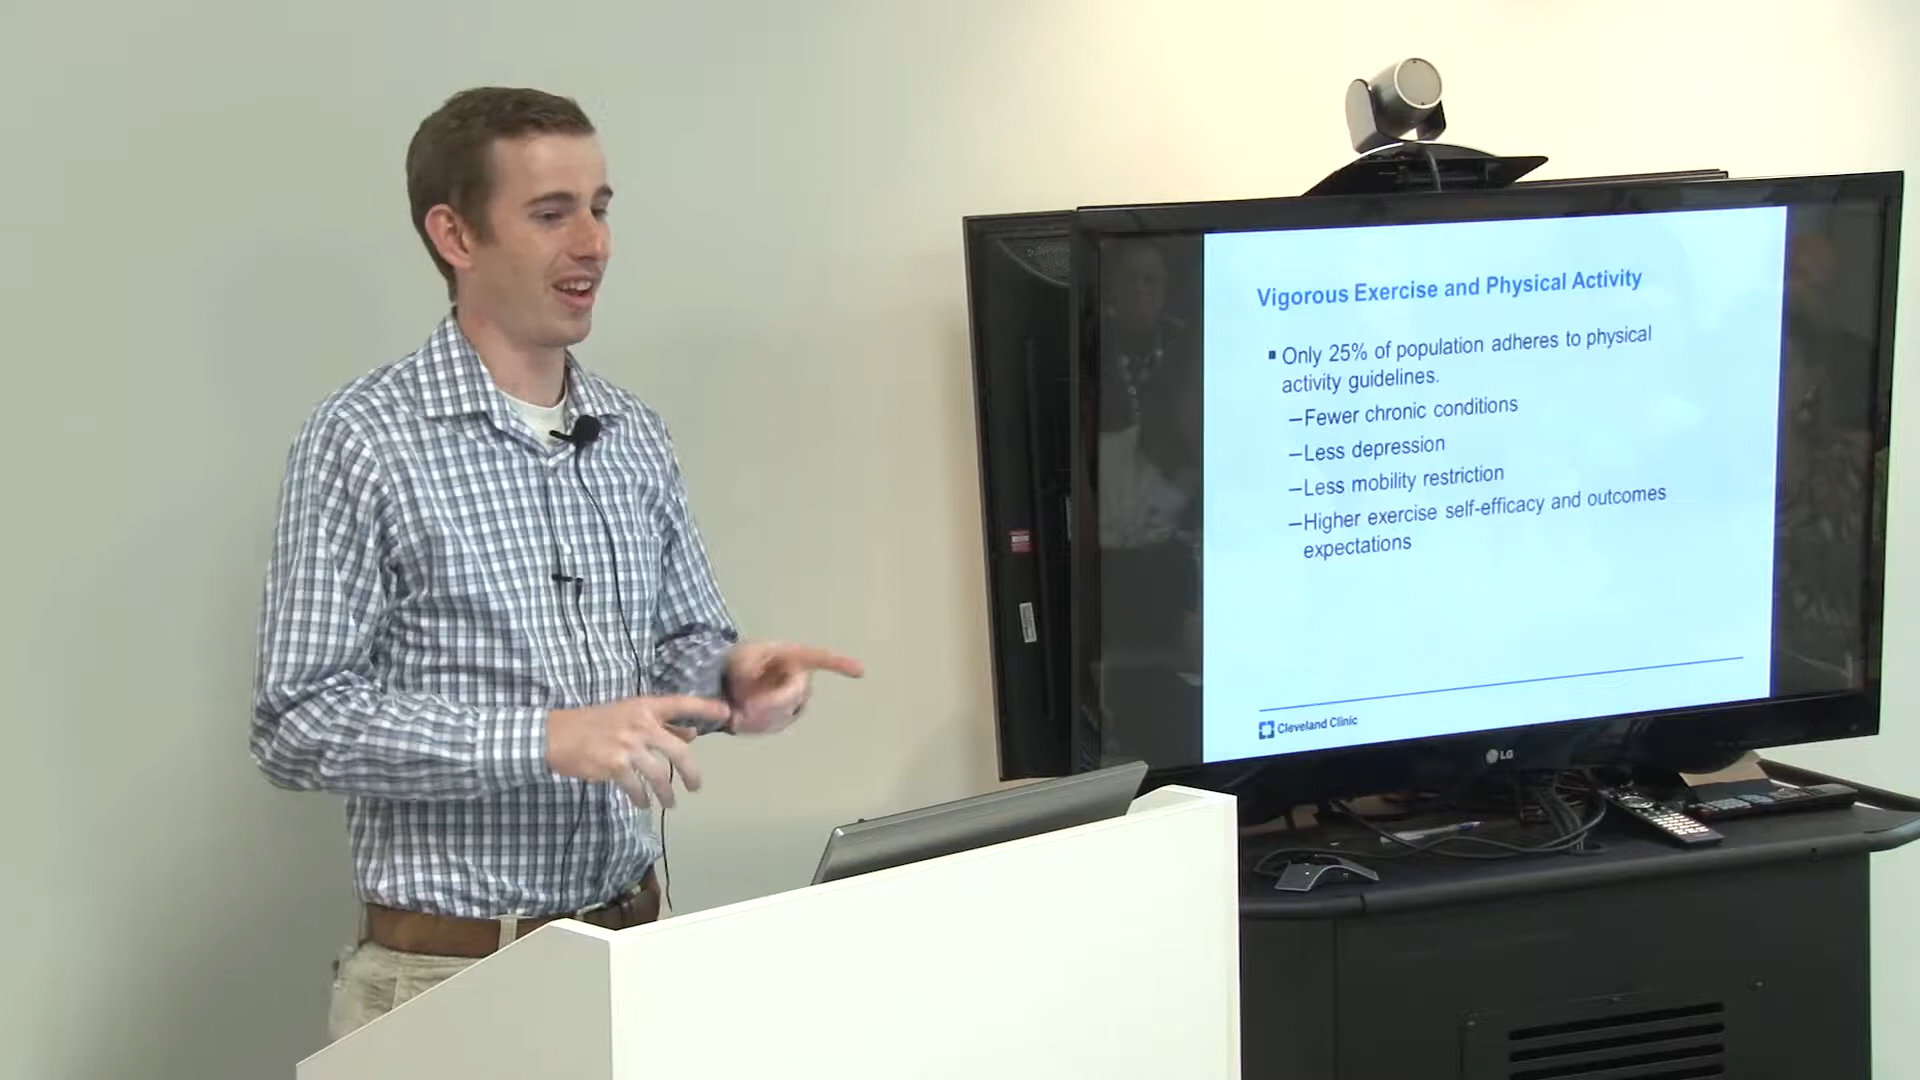 Vigorous Exercise and Physical Activity
▪ Only 25% of population adheres to physical
activity guidelines.
–Fewer chronic conditions
–Less depression
–Less mobility restriction
–Higher exercise self-efficacy and outcomes
expectations
Cleveland Clinic
LG